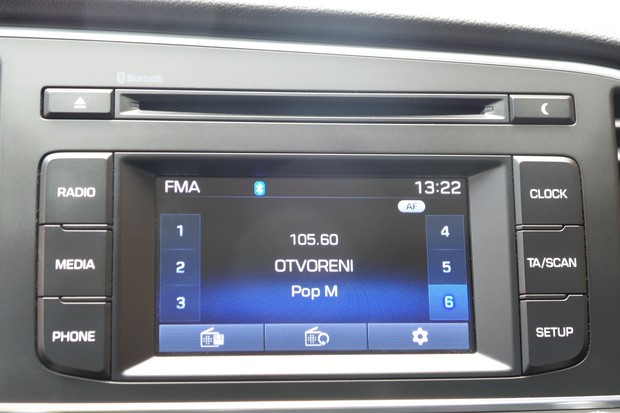 Bluetooth
RADIO
MEDIA
PHONE
FMA
13:22
AF
1
2
3
105.60
OTVORENI
Pop M
4
5
6
CLOCK
TA/SCAN
SETUP